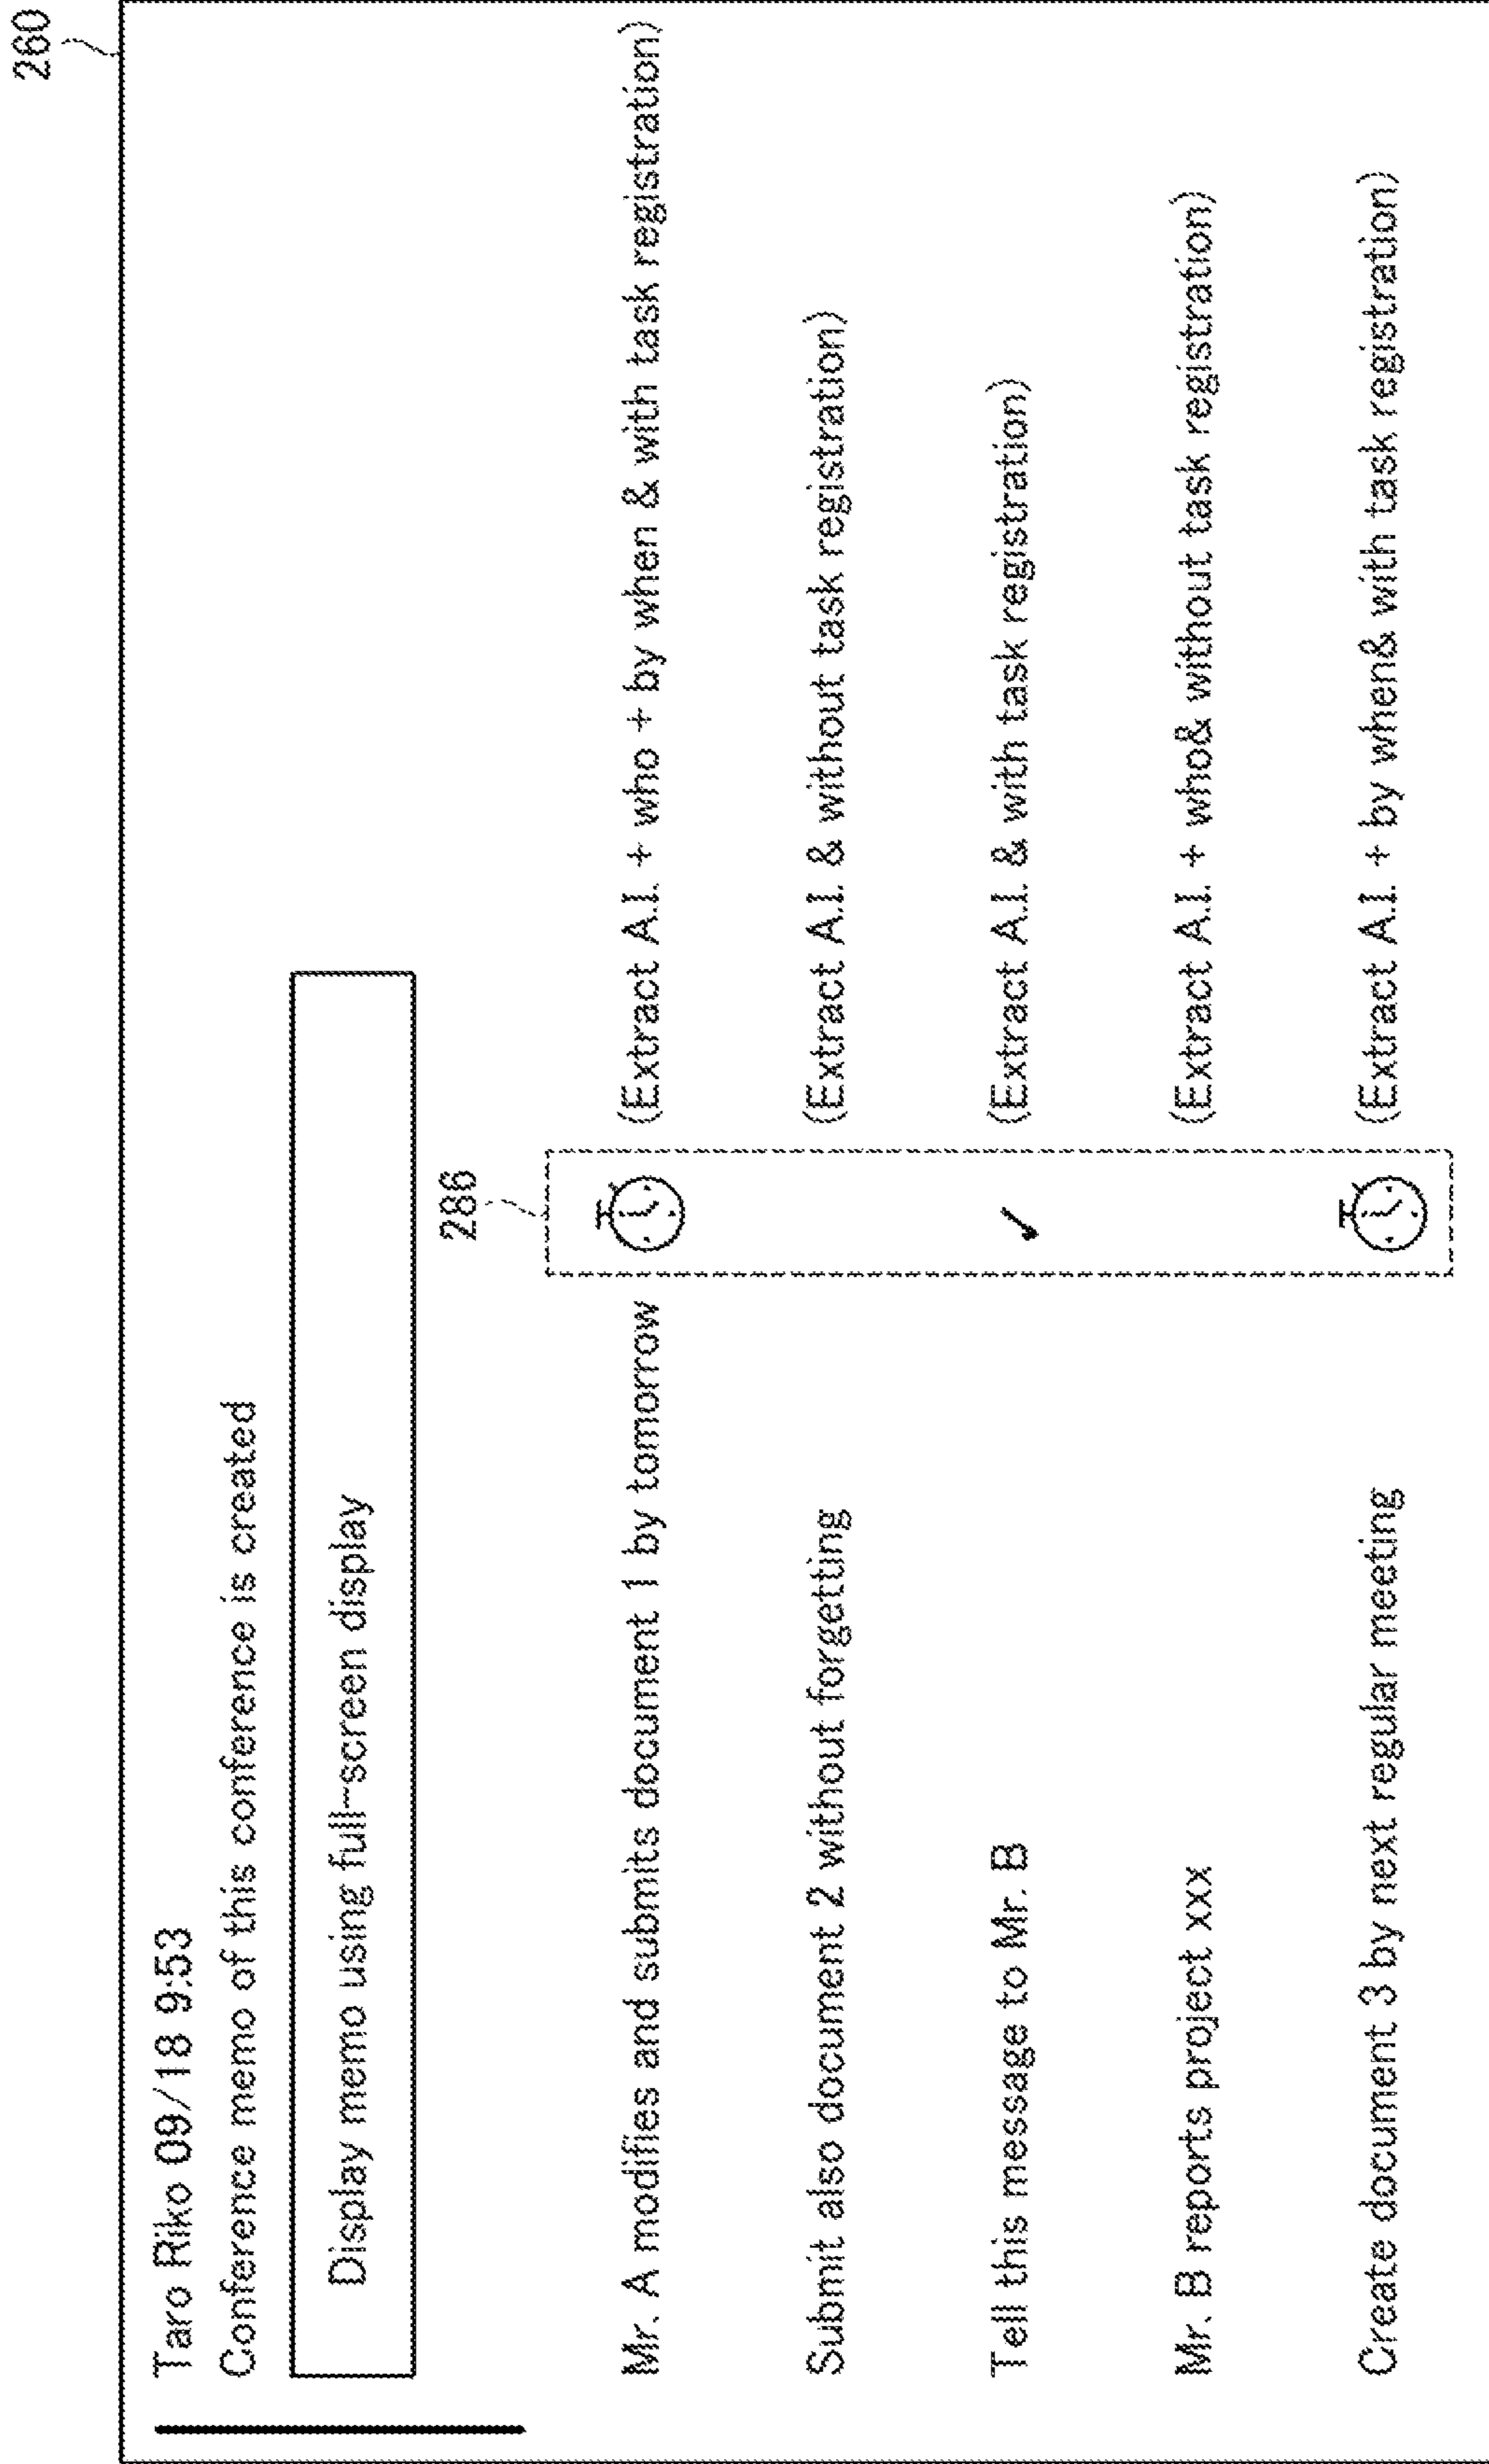 260
Taro Riko 09/18 9:53
Conference memo of this conference is created
Display memo using full-screen display
286
Mr. A modifies and submits document 1 by tomorrow (Extract A.I. + who + by when & with task registration)
Submit also document 2 without forgetting (Extract A.I. & without task registration)
Tell this message to Mr. B ✓ (Extract A.I. & with task registration)
Mr. B reports project xxx (Extract A.I. + who& without task registration)
Create document 3 by next regular meeting (Extract A.I. + by when& with task registration)